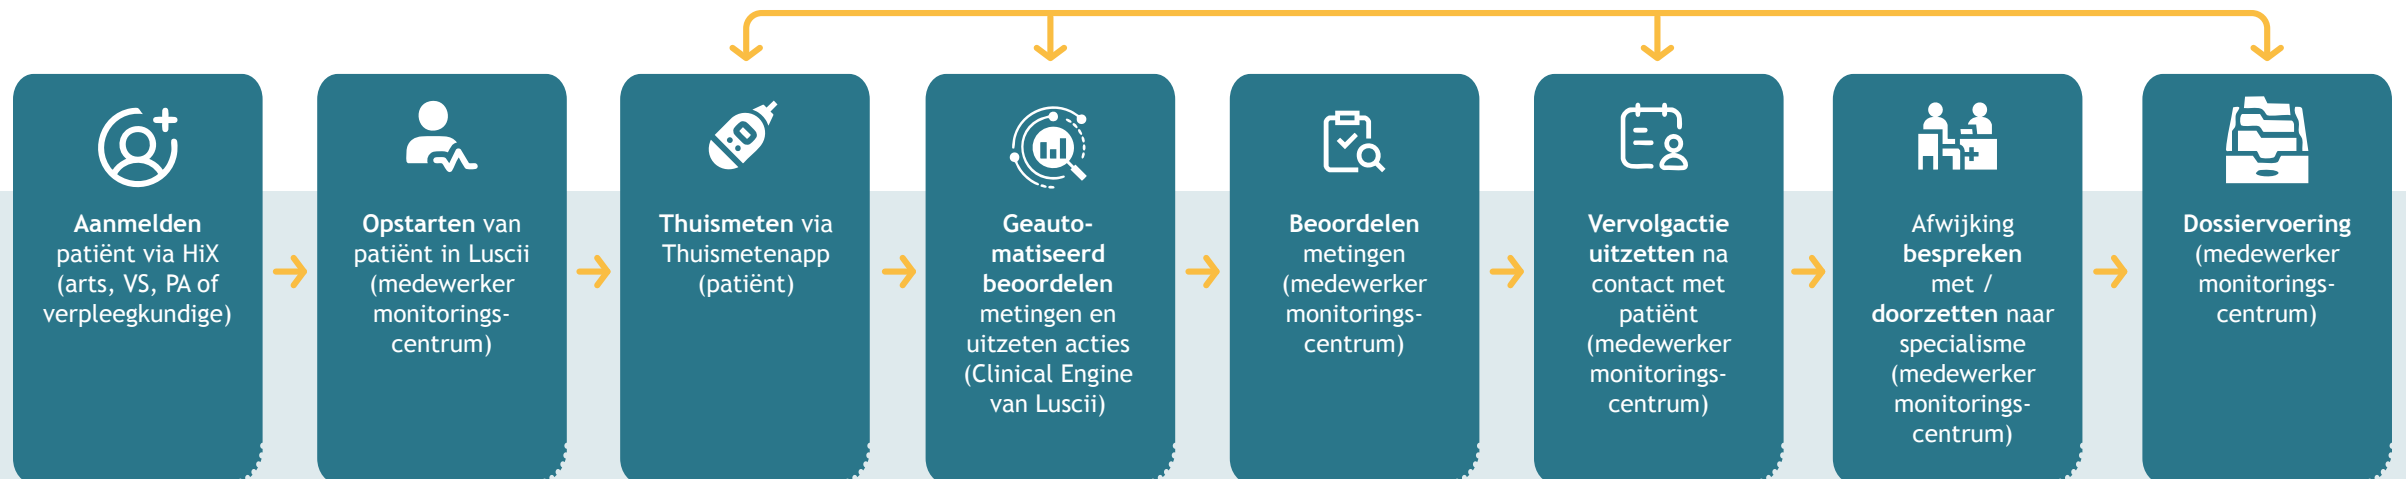 Aanmelden
patiënt via HiX
(arts, VS, PA of
verpleegkundige)
Opstarten van
patiënt in Luscii
(medewerker
monitorings-
centrum)
Thuismeten via
Thuismetenapp
(patiënt)
Geauto-
matiseerd
beoordelen
metingen en
uitzeten acties
(Clinical Engine
van Luscii)
Beoordelen
metingen
(medewerker
monitorings-
centrum)
Vervolgactie
uitzetten na
contact met
patiënt
(medewerker
monitorings-
centrum)
Afwijking
bespreken
met /
doorzetten naar
specialisme
(medewerker
monitorings-
centrum)
Dossiervoering
(medewerker
monitorings-
centrum)